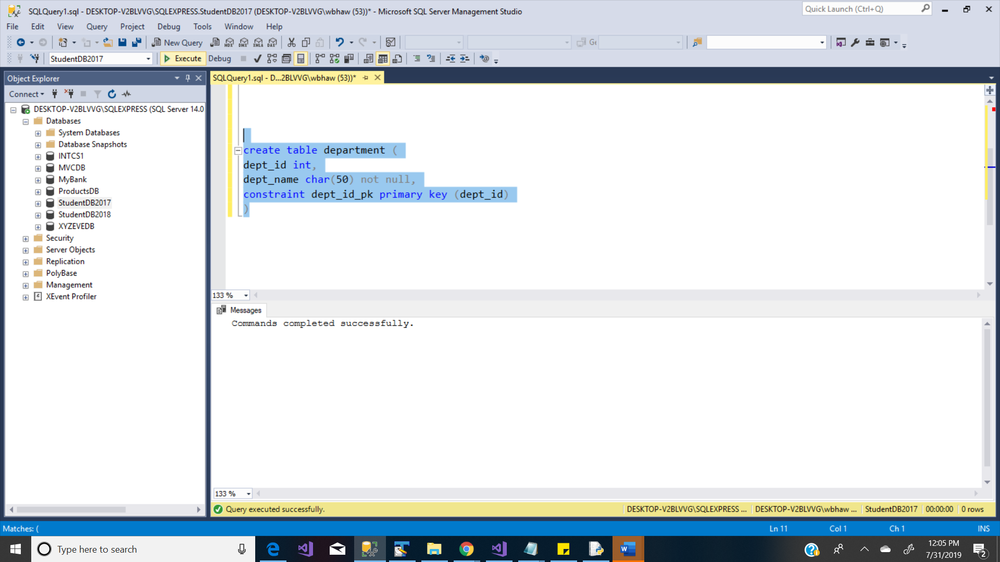 SQLQuery1.sql - DESKTOP-V2BLVVG\SQLEXPRESS.StudentDB2017 (DESKTOP-V2BLVVG\wbhaw (53))* - Microsoft SQL Server Management Studio
Quick Launch (Ctrl+Q)
File Edit View Query Project Debug Tools Window Help
New Query MDX DMX XMLA DAX
StudentDB2017 Execute Debug
Object Explorer
SQLQuery1.sql - D...2BLVVG\wbhaw (53))*
Connect
DESKTOP-V2BLVVG\SQLEXPRESS (SQL Server 14.0
Databases
System Databases
Database Snapshots
INTCS1
MVCDB
MyBank
ProductsDB
StudentDB2017
StudentDB2018
XYZEVEDB
Security
Server Objects
Replication
PolyBase
Management
XEvent Profiler
create table department (
dept_id int,
dept_name char(50) not null,
constraint dept_id_pk primary key (dept_id)
)
133 %
Messages
Commands completed successfully.
133 %
Query executed successfully.
DESKTOP-V2BLVVG\SQLEXPRESS ... DESKTOP-V2BLVVG\wbhaw ... StudentDB2017 00:00:00 0 rows
Matches: (
Ln 11 Col 1 Ch 1 INS
Type here to search
12:05 PM
7/31/2019
2